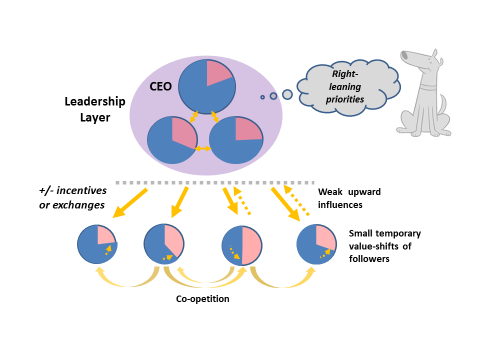 CEO
Right-
leaning
priorities
Leadership
Layer
+/- incentives
or exchanges
Weak upward
influences
Small temporary
value-shifts of
followers
Co-opetition